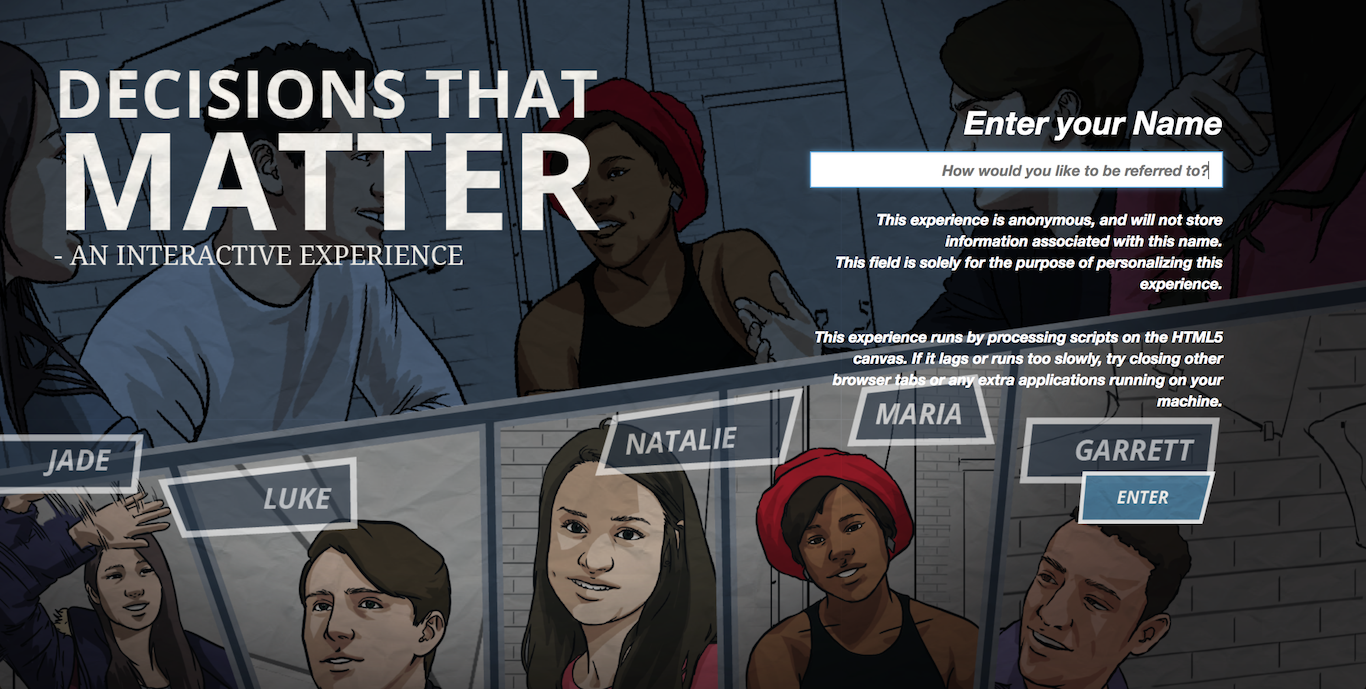 DECISIONS THAT
MATTER
- AN INTERACTIVE EXPERIENCE
Enter your Name
How would you like to be referred to?
This experience is anonymous, and will not store
information associated with this name.
This field is solely for the purpose of personalizing this
experience.
This experience runs by processing scripts on the HTML5
canvas. If it lags or runs too slowly, try closing other
browser tabs or any extra applications running on your
machine.
JADE
LUKE
NATALIE
MARIA
GARRETT
ENTER